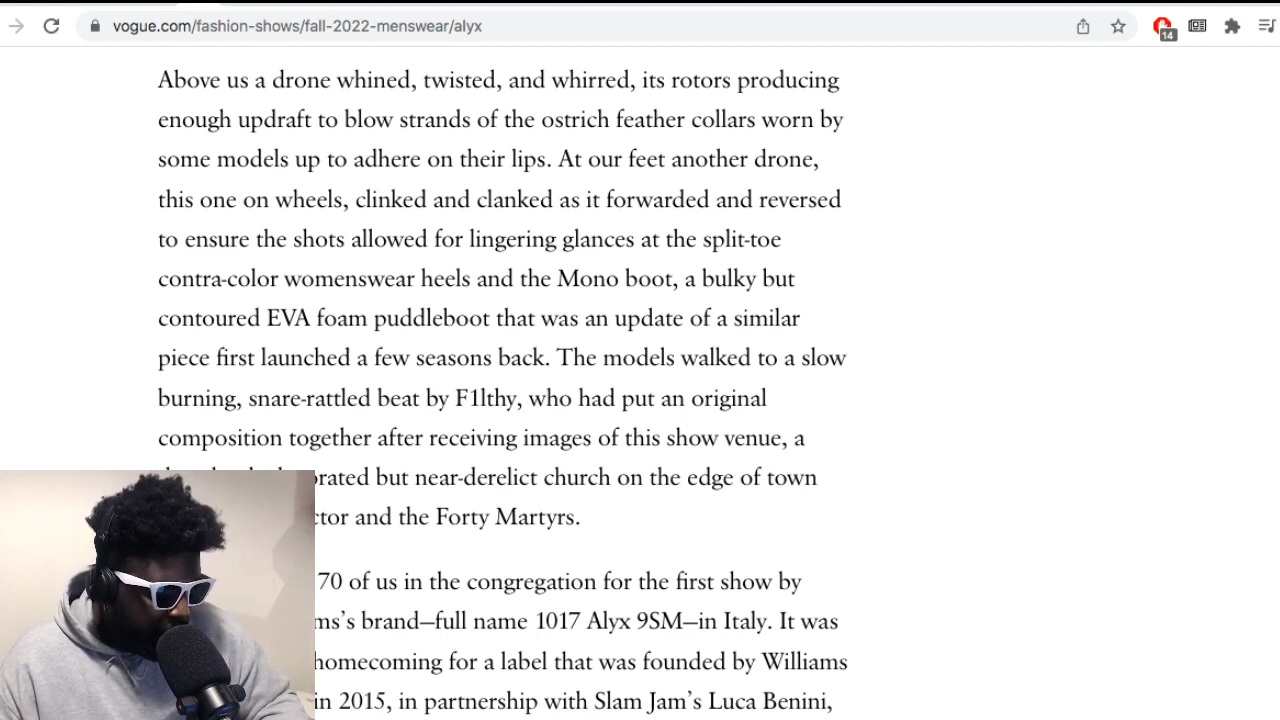 vogue.com/fashion-shows/fall-2022-menswear/alyx
14
Above us a drone whined, twisted, and whirred, its rotors producing
enough updraft to blow strands of the ostrich feather collars worn by
some models up to adhere on their lips. At our feet another drone,
this one on wheels, clinked and clanked as it forwarded and reversed
to ensure the shots allowed for lingering glances at the split-toe
contra-color womenswear heels and the Mono boot, a bulky but
contoured EVA foam puddleboot that was an update of a similar
piece first launched a few seasons back. The models walked to a slow
burning, snare-rattled beat by F1lthy, who had put an original
composition together after receiving images of this show venue, a
but near-derelict church on the edge of town
and the Forty Martyrs.
70 of us in the congregation for the first show by
brand—full name 1017 Alyx 9SM—in Italy. It was
homecoming for a label that was founded by Williams
in 2015, in partnership with Slam Jam's Luca Benini,